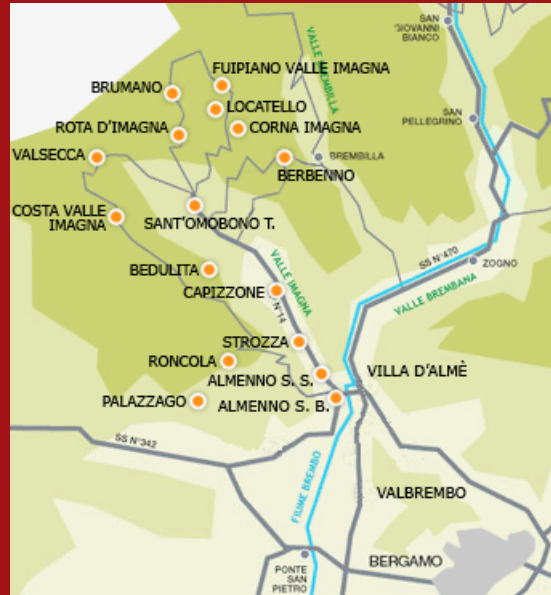 SAN
GIOVANNI
BIANCO
VALLE BREMBILLA
FUIPIANO VALLE IMAGNA
BRUMANO
LOCATELLO
SAN
PELLEGRINO
ROTA D'IMAGNA
CORNA IMAGNA
VALSECCA
BREMBILLA
BERBENNO
COSTA VALLE
IMAGNA
SANT'OMOBONO T.
VALLE IMAGNA
SS N°470
ZOGNO
BEDULITA
CAPIZZONE
N°14
VALLE BREMBANA
STROZZA
RONCOLA
ALMENNO S. S.
VILLA D'ALMÈ
PALAZZAGO
ALMENNO S. B.
SS N°342
FIUME BREMBO
VALBREMBO
BERGAMO
PONTE
SAN
PIETRO